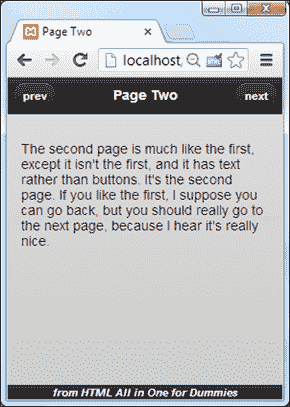 Page Two
localhost,
prev
Page Two
next
The second page is much like the first,
except it isn't the first, and it has text
rather than buttons. It's the second
page. If you like the first, I suppose you
can go back, but you should really go to
the next page, because I hear it's really
nice.
from HTML All in One for Dummies